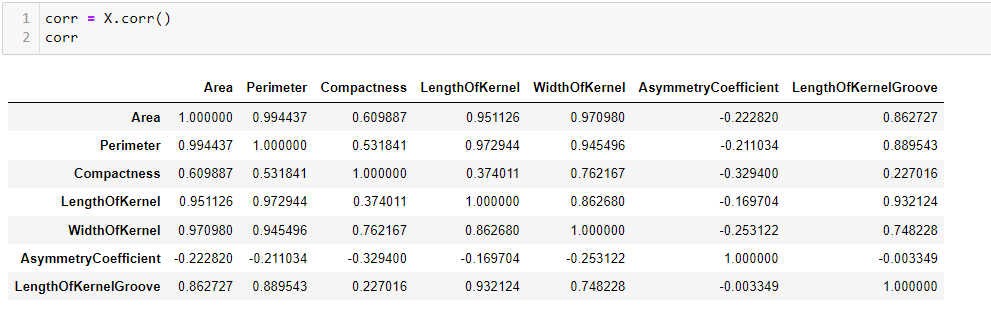 1 corr = X.corr()
2 corr
Area Perimeter Compactness LengthOfKernel WidthOfKernel AsymmetryCoefficient LengthOfKernelGroove
Area 1.000000 0.994437 0.609887 0.951126 0.970980 -0.222820 0.862727
Perimeter 0.994437 1.000000 0.531841 0.972944 0.945496 -0.211034 0.889543
Compactness 0.609887 0.531841 1.000000 0.374011 0.762167 -0.329400 0.227016
LengthOfKernel 0.951126 0.972944 0.374011 1.000000 0.862680 -0.169704 0.932124
WidthOfKernel 0.970980 0.945496 0.762167 0.862680 1.000000 -0.253122 0.748228
AsymmetryCoefficient -0.222820 -0.211034 -0.329400 -0.169704 -0.253122 1.000000 -0.003349
LengthOfKernelGroove 0.862727 0.889543 0.227016 0.932124 0.748228 -0.003349 1.000000